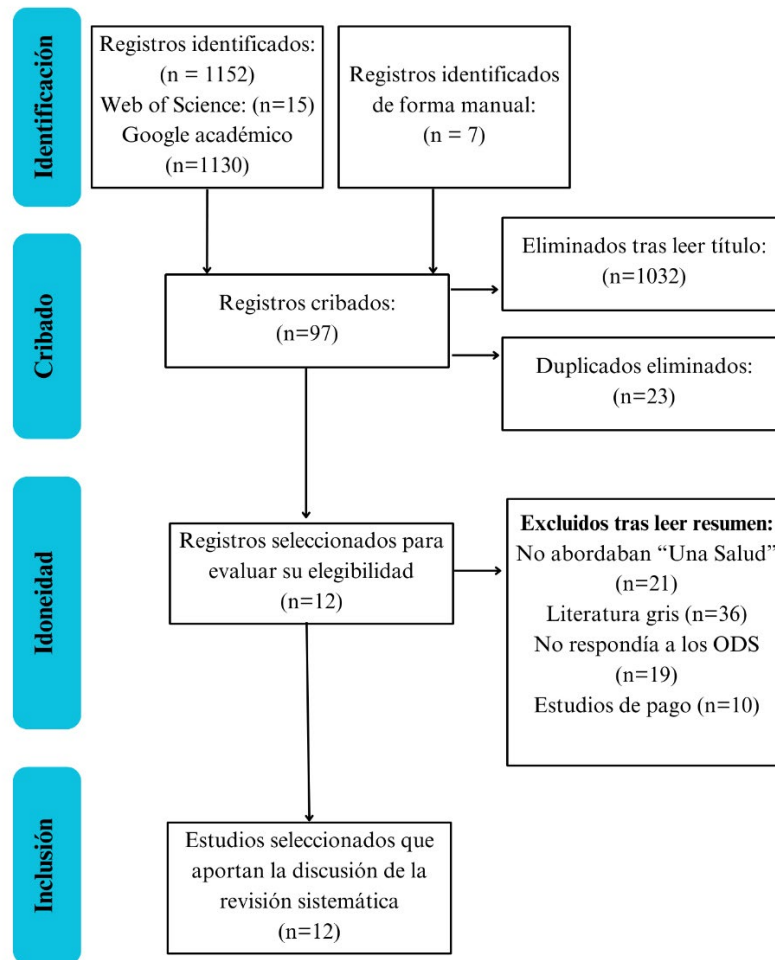 Identificación
Registros identificados:
(n = 1152)
Web of Science: (n=15)
Google académico
(n=1130)
Registros identificados
de forma manual:
(n = 7)
Cribado
Registros cribados:
(n=97)
Eliminados tras leer título:
(n=1032)
Duplicados eliminados:
(n=23)
Idoneidad
Registros seleccionados para
evaluar su elegibilidad
(n=12)
Excluidos tras leer resumen:
No abordaban “Una Salud”
(n=21)
Literatura gris (n=36)
No respondía a los ODS
(n=19)
Estudios de pago (n=10)
Inclusión
Estudios seleccionados que
aportan la discusión de la
revisión sistemática
(n=12)